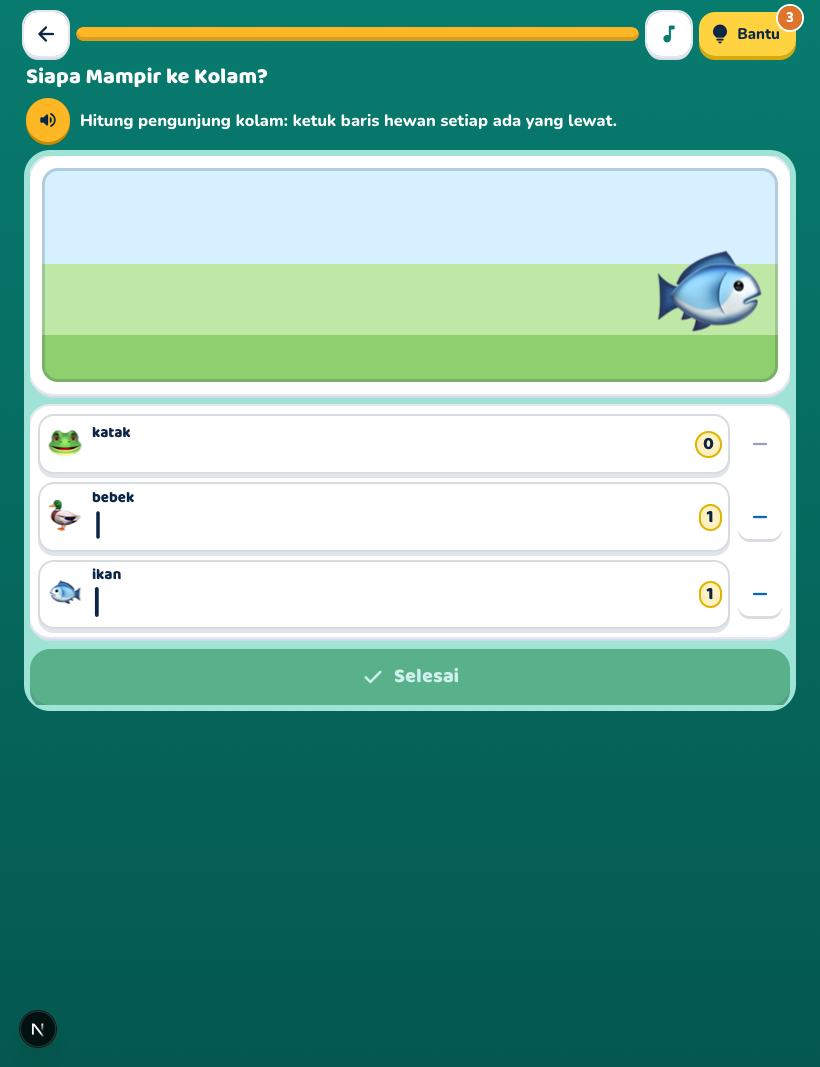 3
Bantu
Siapa Mampir ke Kolam?
Hitung pengunjung kolam: ketuk baris hewan setiap ada yang lewat.
katak
0
bebek
1
ikan
1
Selesai
N